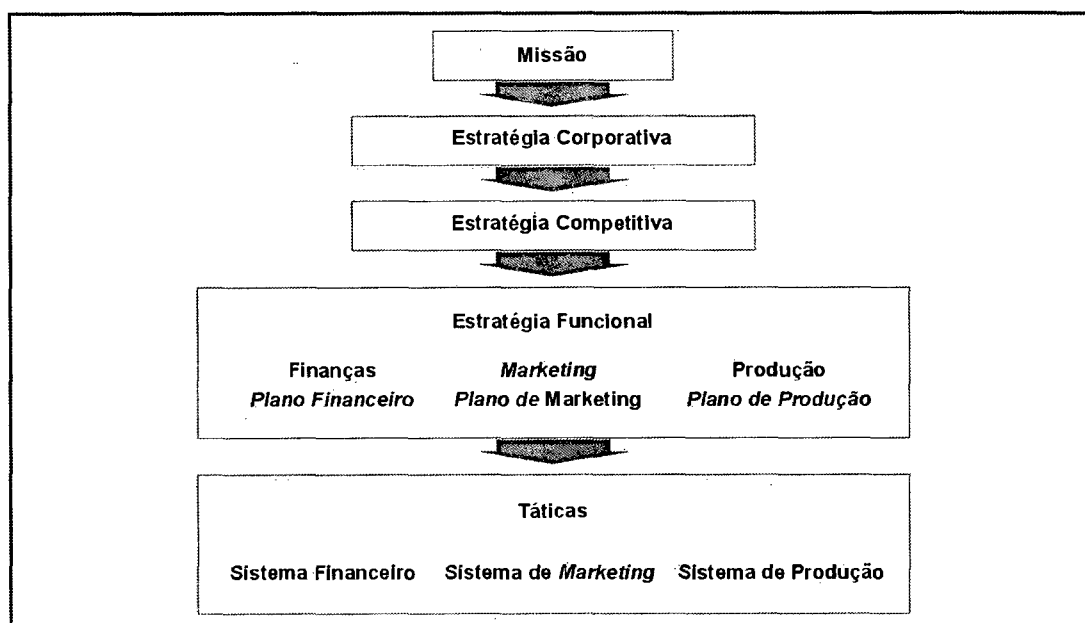 Missão
Estratégia Corporativa
Estratégia Competitiva
Estratégia Funcional
Finanças Marketing Produção
Plano Financeiro Plano de Marketing Plano de Produção
Táticas
Sistema Financeiro Sistema de Marketing Sistema de Produção